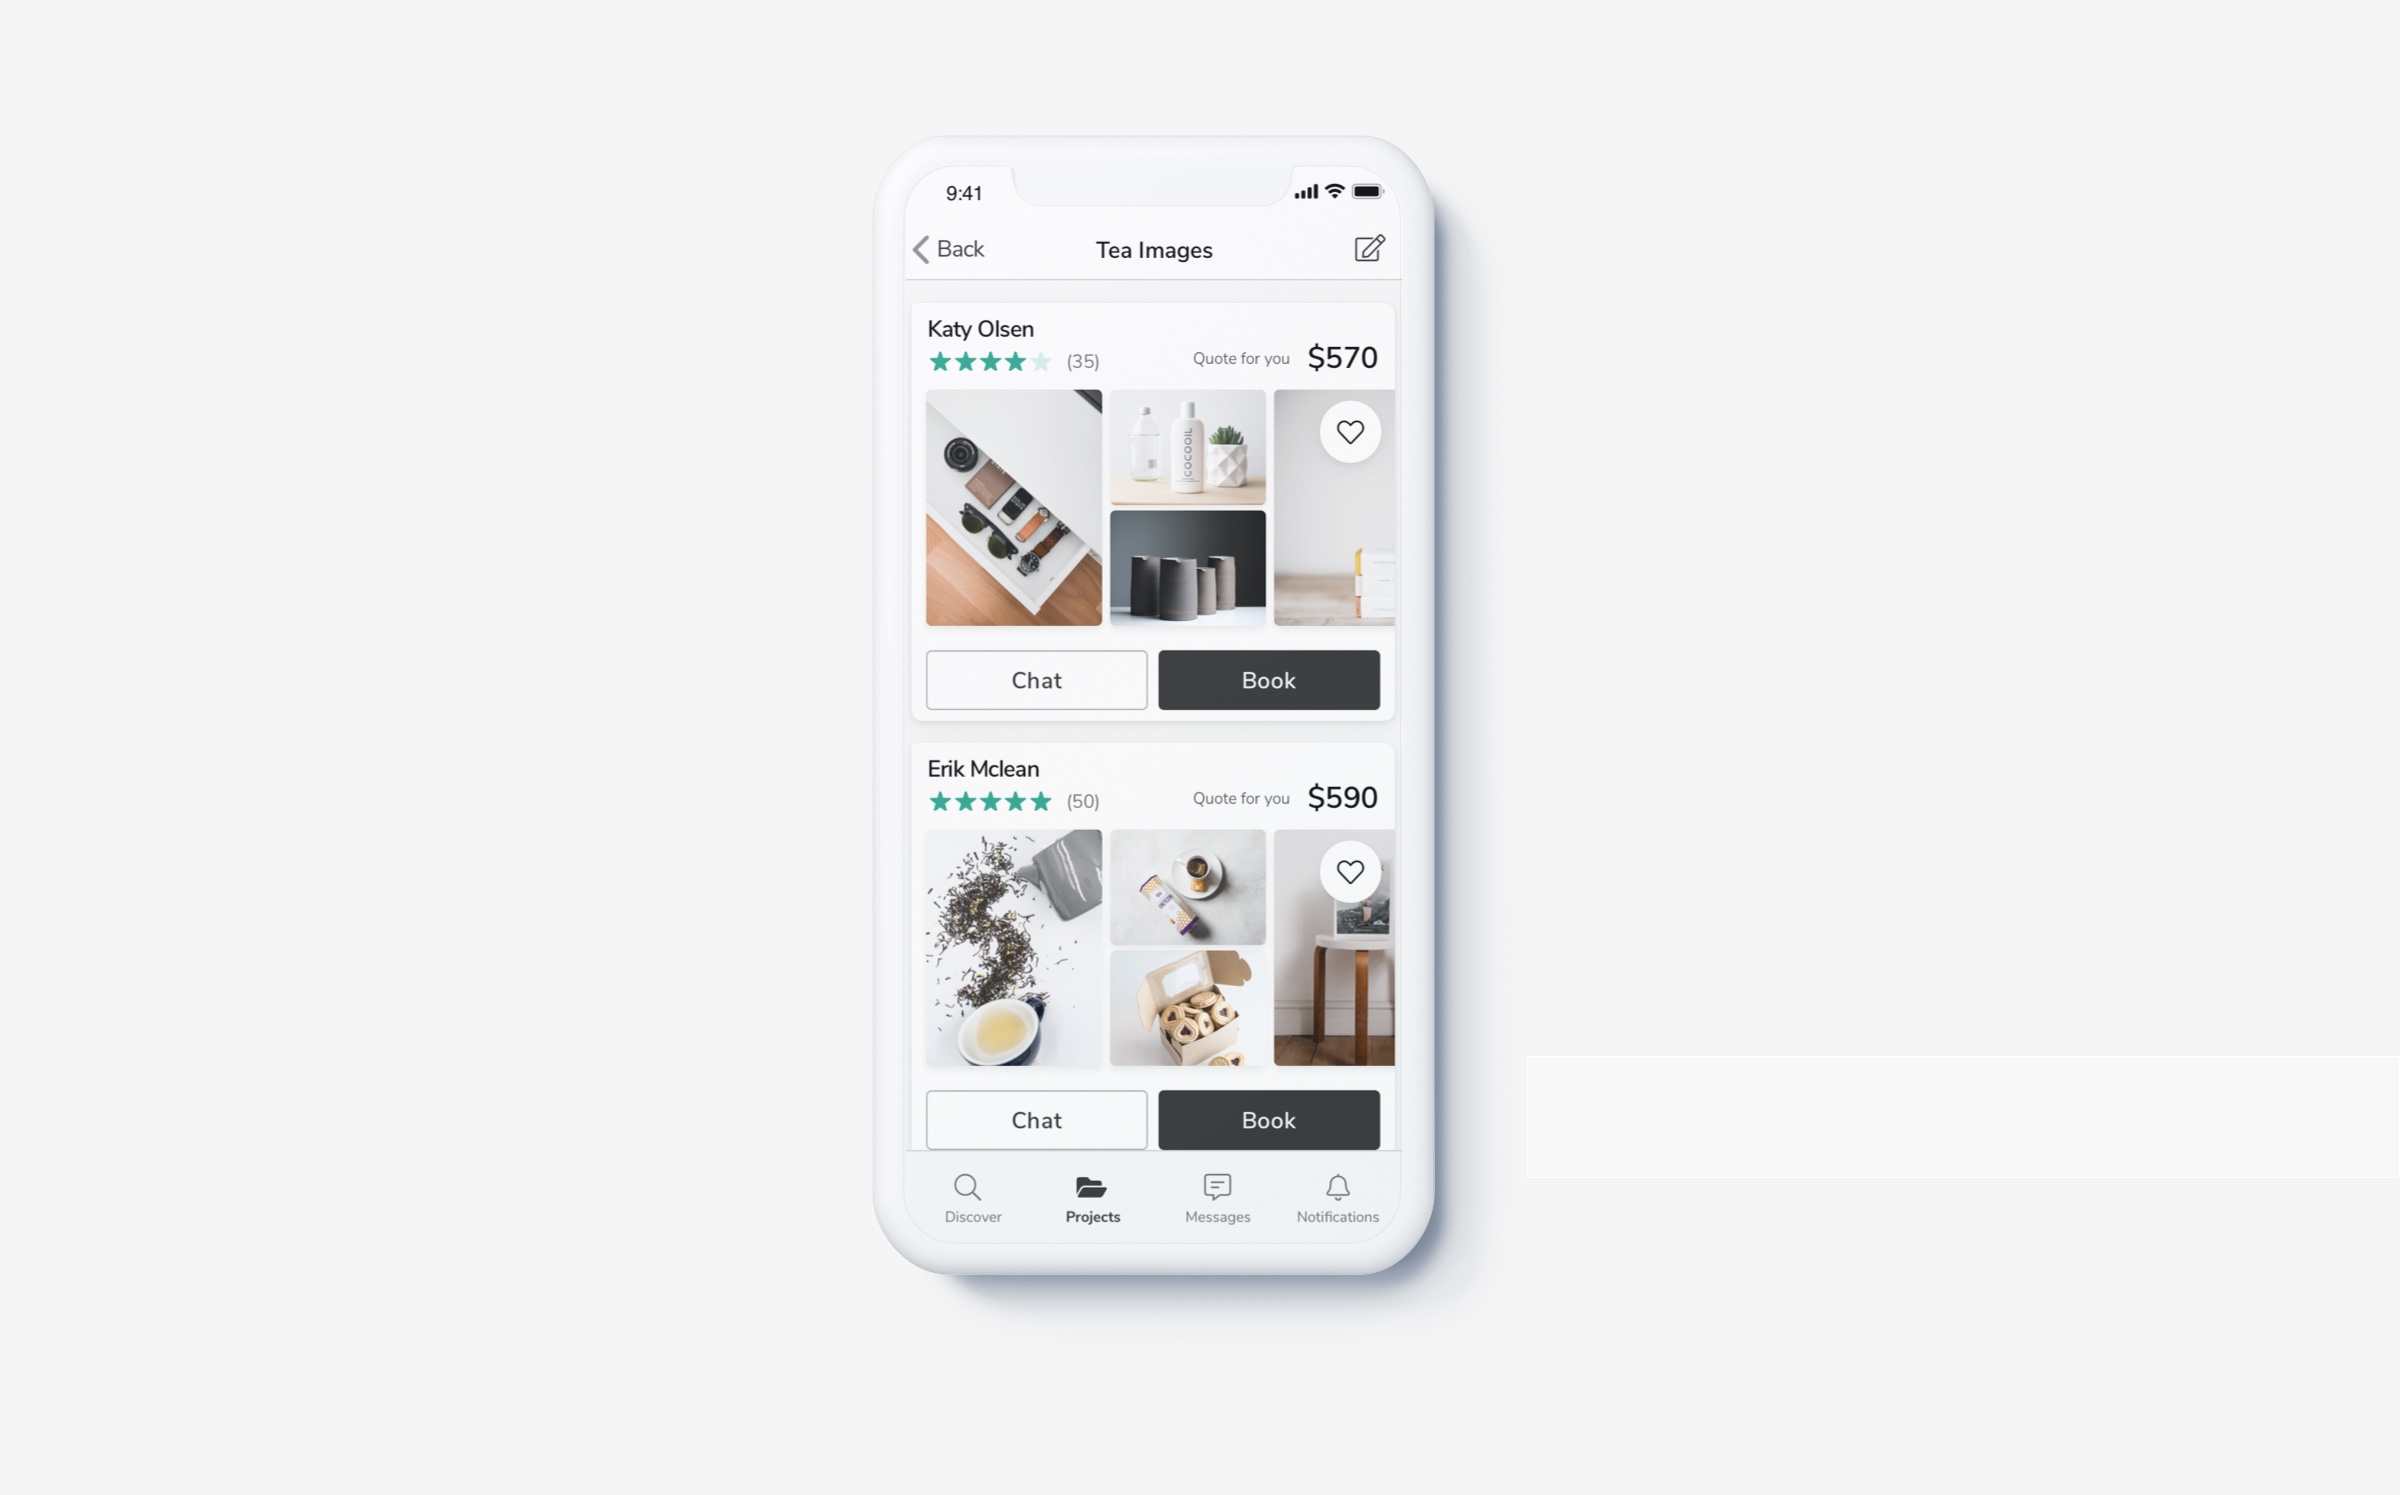 9:41
Back
Tea Images
Katy Olsen
(35)
Quote for you $570
COCOOIL
Chat
Book
Erik Mclean
(50)
Quote for you $590
Chat
Book
Discover
Projects
Messages
Notifications